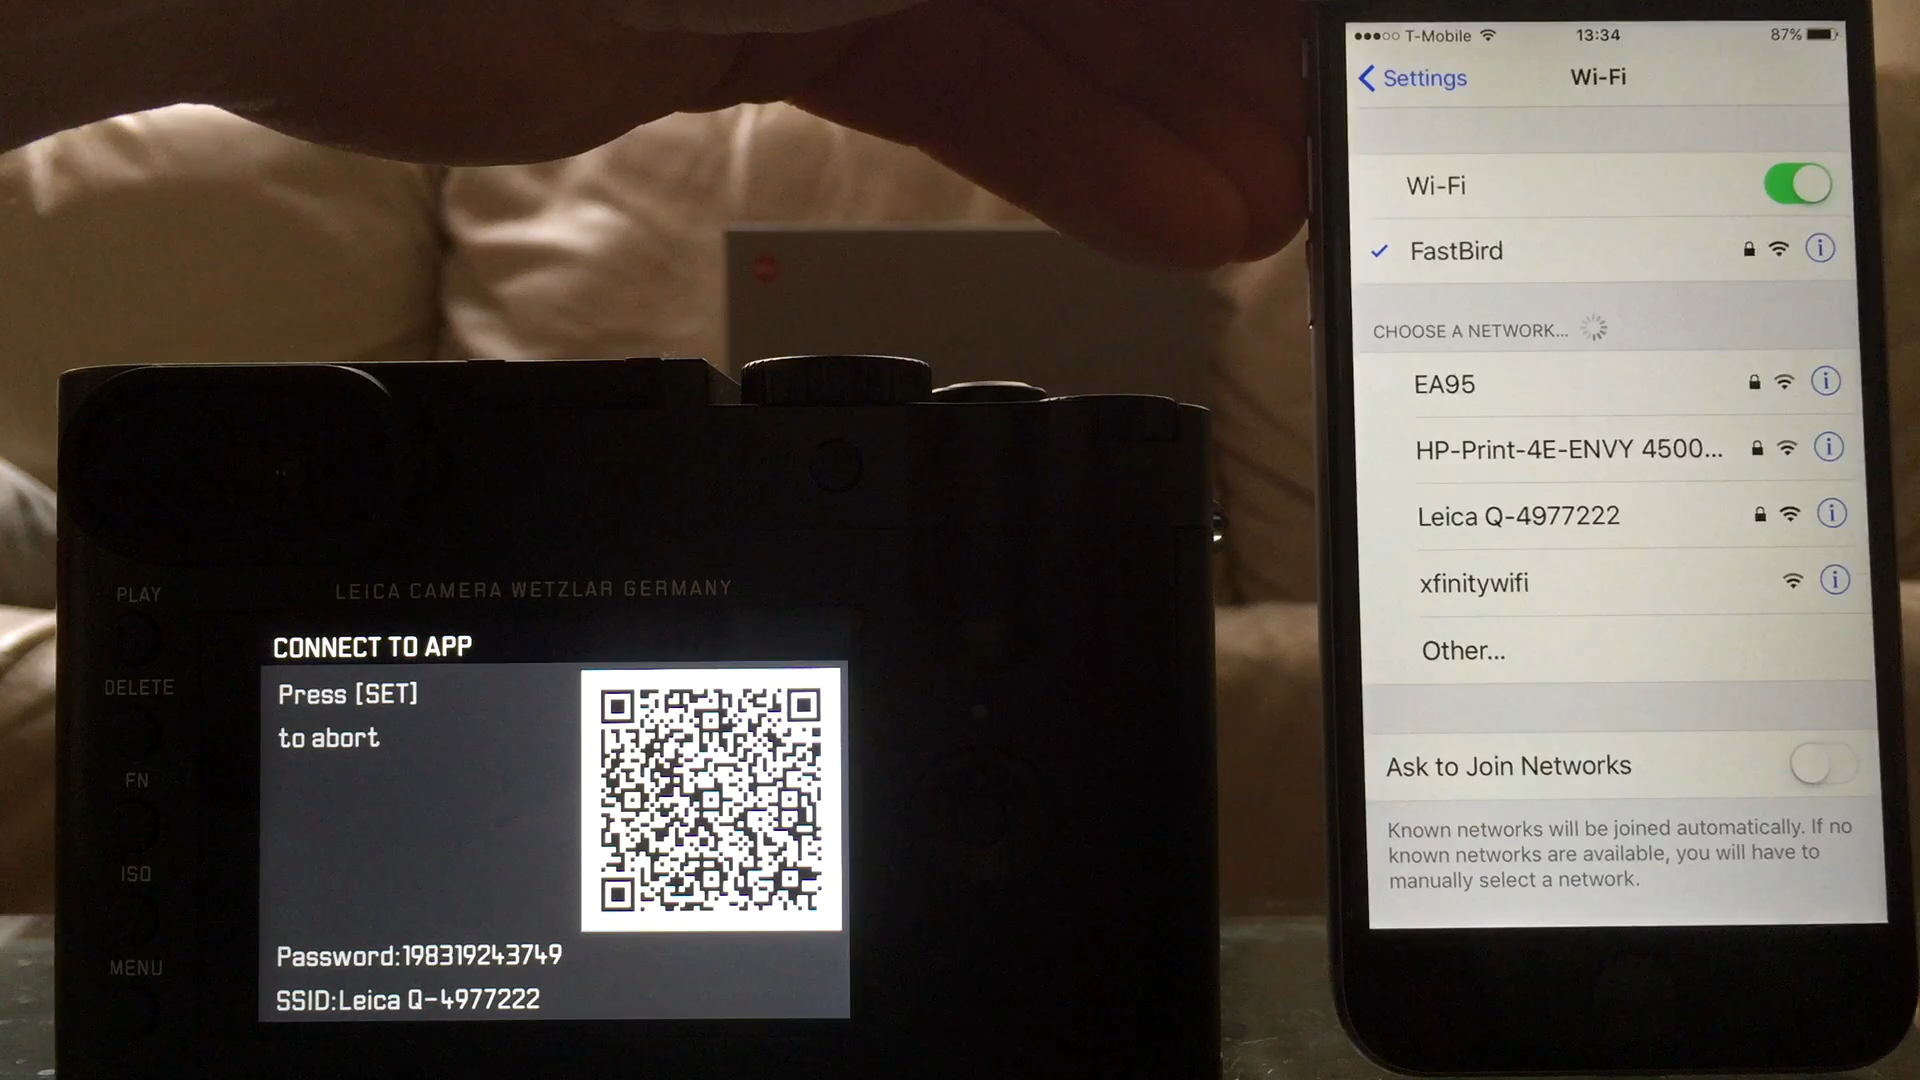 PLAY
DELETE
FN
ISO
MENU
LEICA CAMERA WETZLAR GERMANY
CONNECT TO APP
Press [SET]
to abort
Password:198319243749
SSID:Leica Q-4977222
T-Mobile 13:34 87%
Settings Wi-Fi
Wi-Fi
FastBird
CHOOSE A NETWORK...
EA95
HP-Print-4E-ENVY 4500...
Leica Q-4977222
xfinitywifi
Other...
Ask to Join Networks
Known networks will be joined automatically. If no
known networks are available, you will have to
manually select a network.